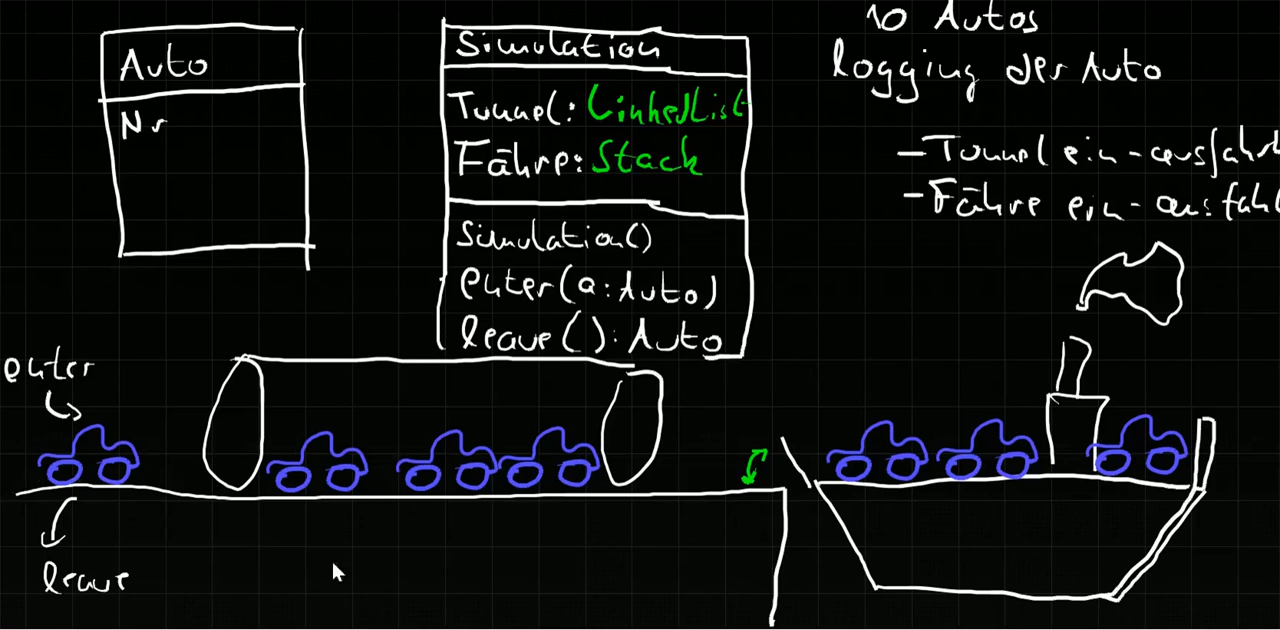 Auto
Nr
Simulation
Tunnel: LinkedList
Fähre: Stack
Simulation()
enter(a: Auto)
leave(): Auto
10 Autos
logging der Auto
- Tunnel ein-ausfahrt
- Fähre ein-ausfah
enter
leave